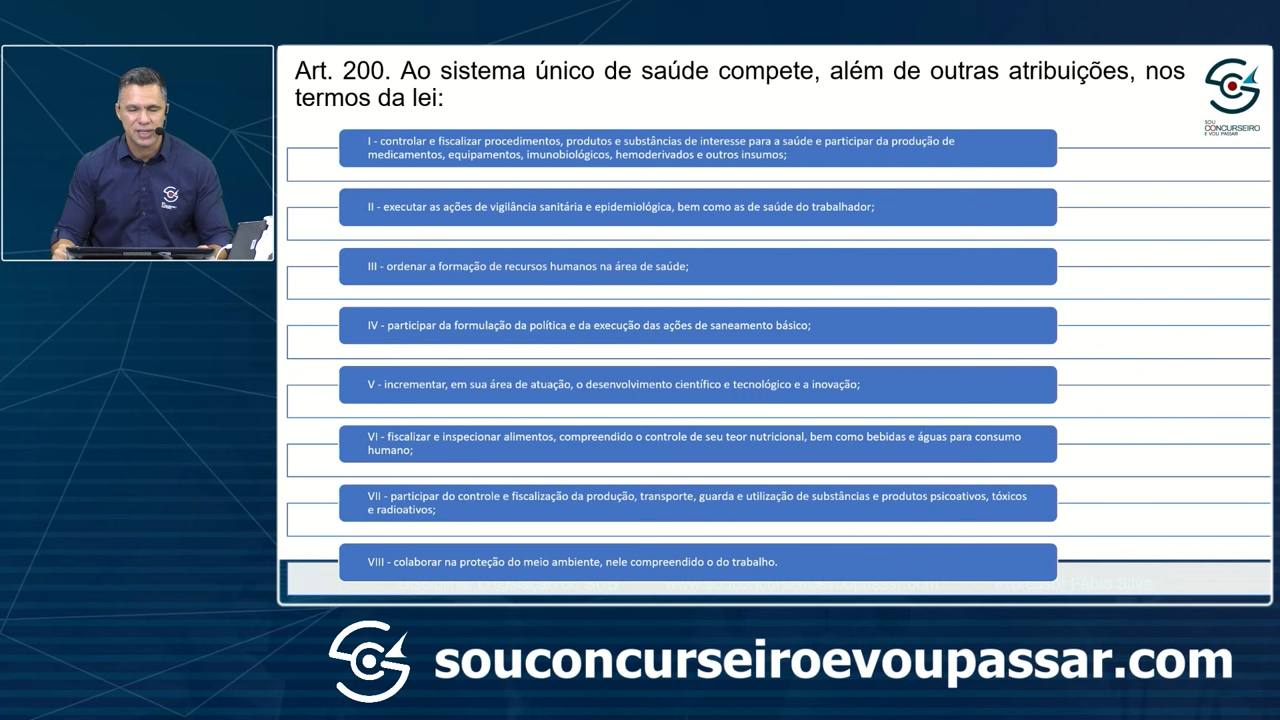 Art. 200. Ao sistema único de saúde compete, além de outras atribuições, nos
termos da lei:
SOU
CONCURSEIRO
E VOU PASSAR
I - controlar e fiscalizar procedimentos, produtos e substâncias de interesse para a saúde e participar da produção de
medicamentos, equipamentos, imunobiológicos, hemoderivados e outros insumos;
II - executar as ações de vigilância sanitária e epidemiológica, bem como as de saúde do trabalhador;
III - ordenar a formação de recursos humanos na área de saúde;
IV - participar da formulação da política e da execução das ações de saneamento básico;
V - incrementar, em sua área de atuação, o desenvolvimento científico e tecnológico e a inovação;
VI - fiscalizar e inspecionar alimentos, compreendido o controle de seu teor nutricional, bem como bebidas e águas para consumo
humano;
VII - participar do controle e fiscalização da produção, transporte, guarda e utilização de substâncias e produtos psicoativos, tóxicos
e radioativos;
VIII - colaborar na proteção do meio ambiente, nele compreendido o do trabalho.
Fábio Silva
souconcurseiroevoupassar.com